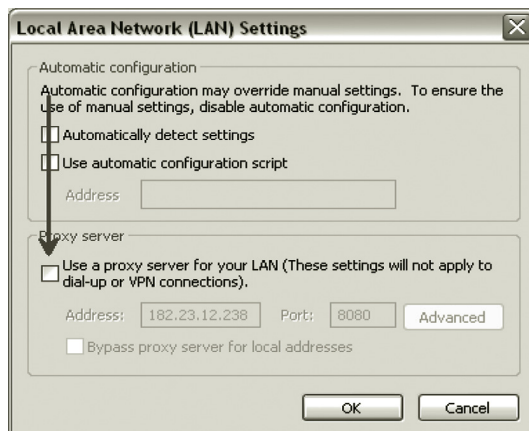 Local Area Network (LAN) Settings
Automatic configuration
Automatic configuration may override manual settings. To ensure the
use of manual settings, disable automatic configuration.
Automatically detect settings
Use automatic configuration script
Address
Proxy server
Use a proxy server for your LAN (These settings will not apply to
dial-up or VPN connections).
Address: 182.23.12.238 Port: 8080 Advanced
Bypass proxy server for local addresses
OK Cancel